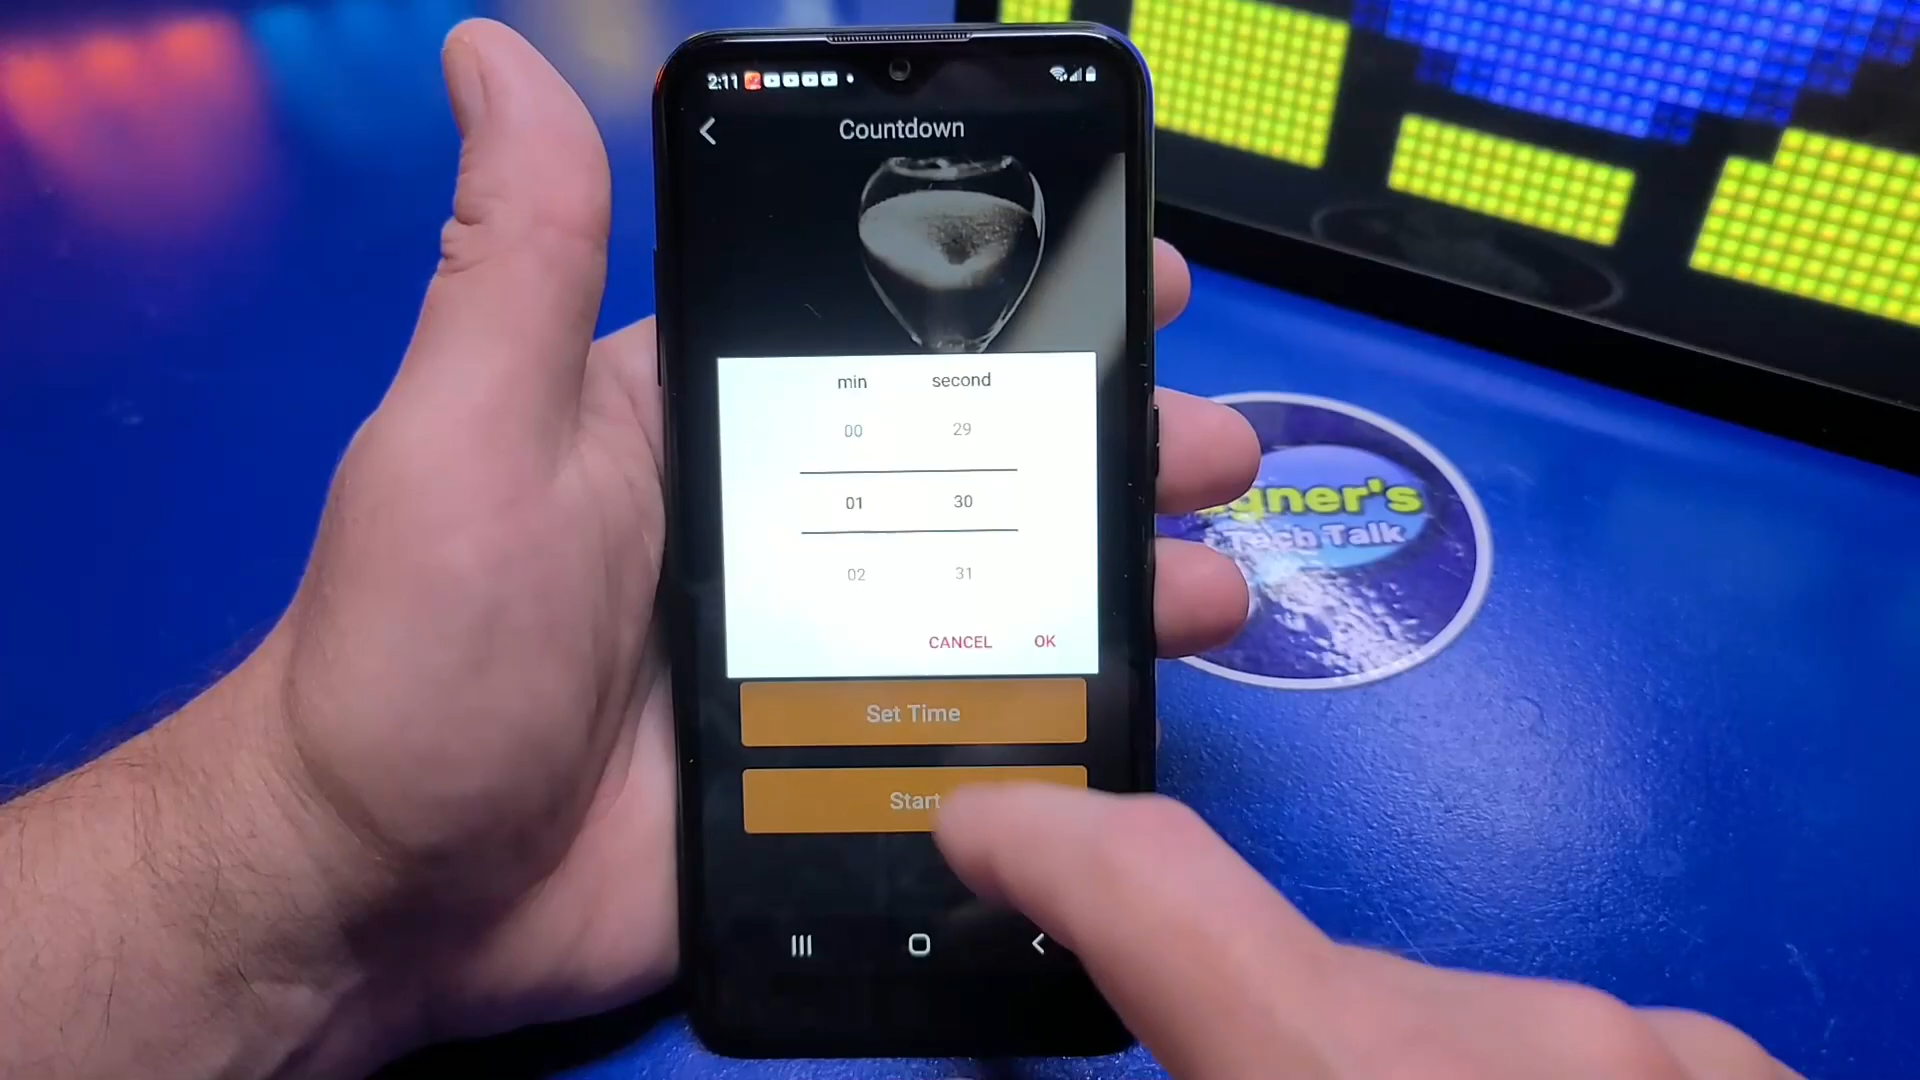 2:11
Countdown
min second
00 29
01 30
02 31
CANCEL OK
Set Time
Start
gner's
Tech Talk